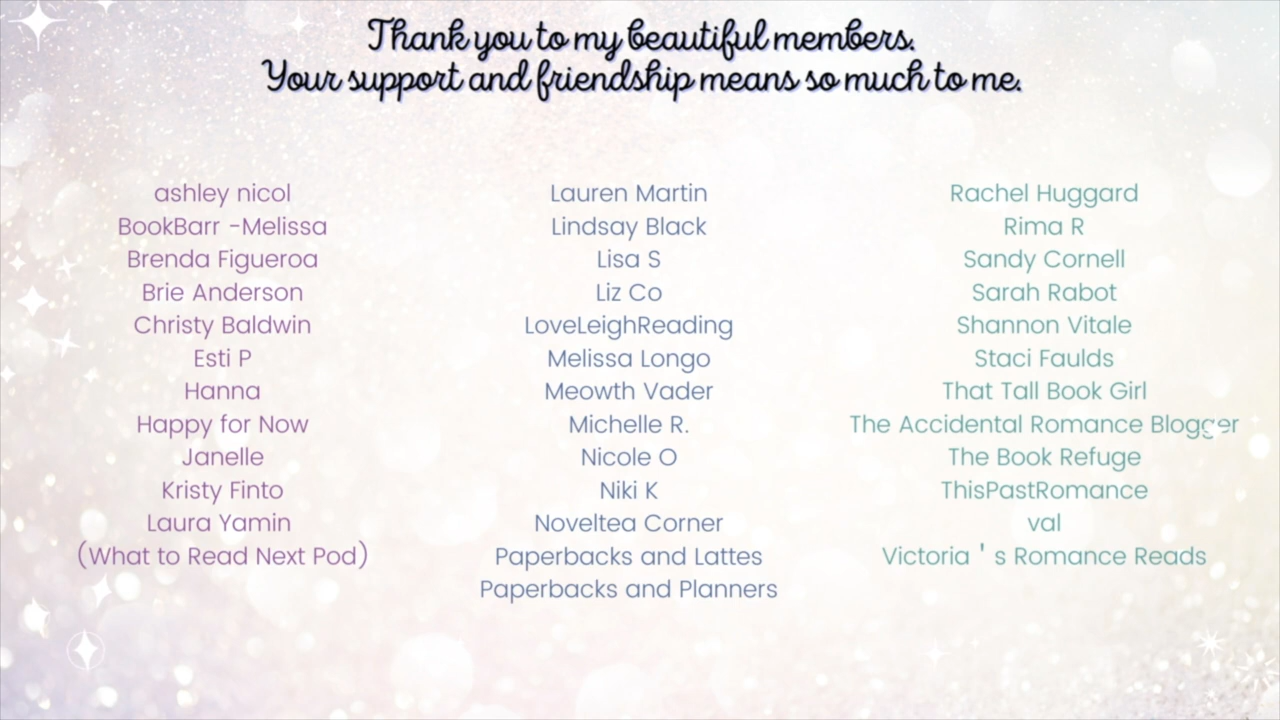 Thank you to my beautiful members.
Your support and friendship means so much to me.
ashley nicol
BookBarr -Melissa
Brenda Figueroa
Brie Anderson
Christy Baldwin
Esti P
Hanna
Happy for Now
Janelle
Kristy Finto
Laura Yamin
(What to Read Next Pod)
Lauren Martin
Lindsay Black
Lisa S
Liz Co
LoveLeighReading
Melissa Longo
Meowth Vader
Michelle R.
Nicole O
Niki K
Noveltea Corner
Paperbacks and Lattes
Paperbacks and Planners
Rachel Huggard
Rima R
Sandy Cornell
Sarah Rabot
Shannon Vitale
Staci Faulds
That Tall Book Girl
The Accidental Romance Blogger
The Book Refuge
ThisPastRomance
val
Victoria ' s Romance Reads